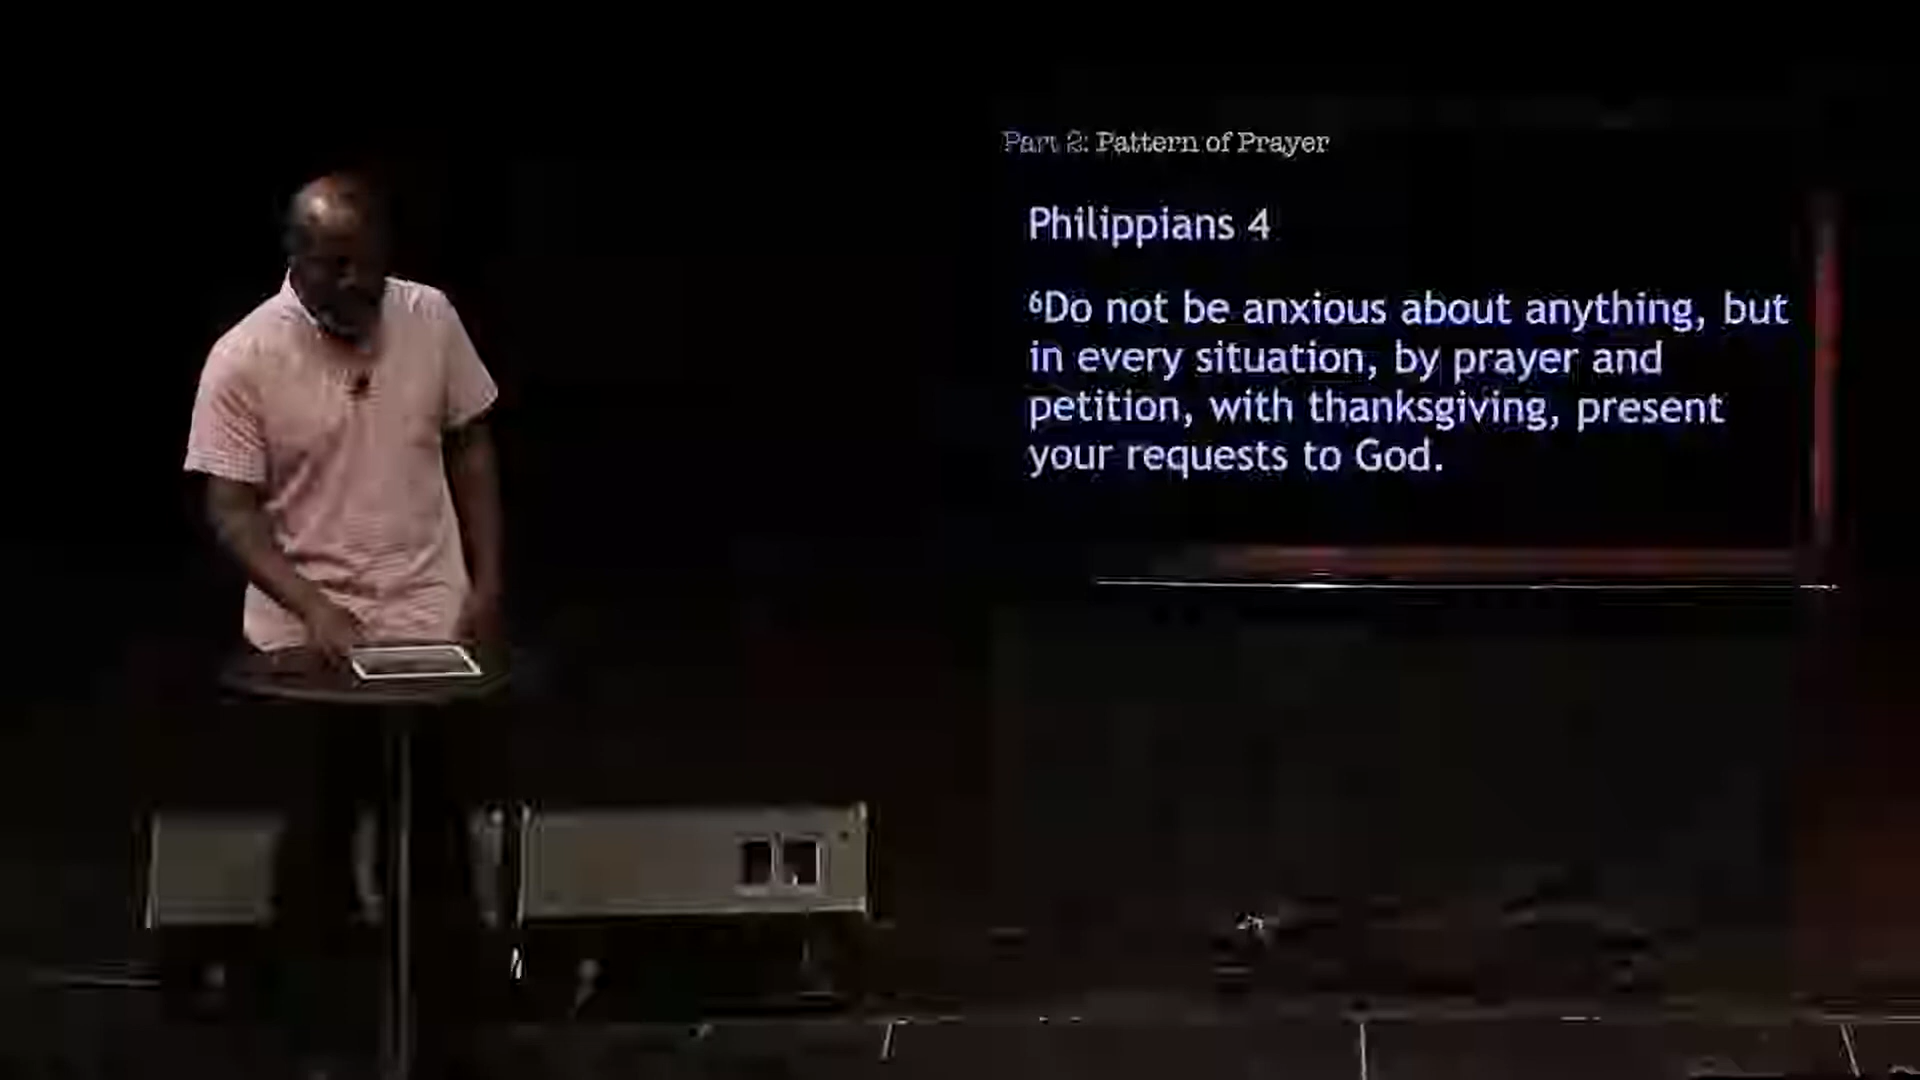 Part 2: Pattern of Prayer
Philippians 4
⁶Do not be anxious about anything, but
in every situation, by prayer and
petition, with thanksgiving, present
your requests to God.